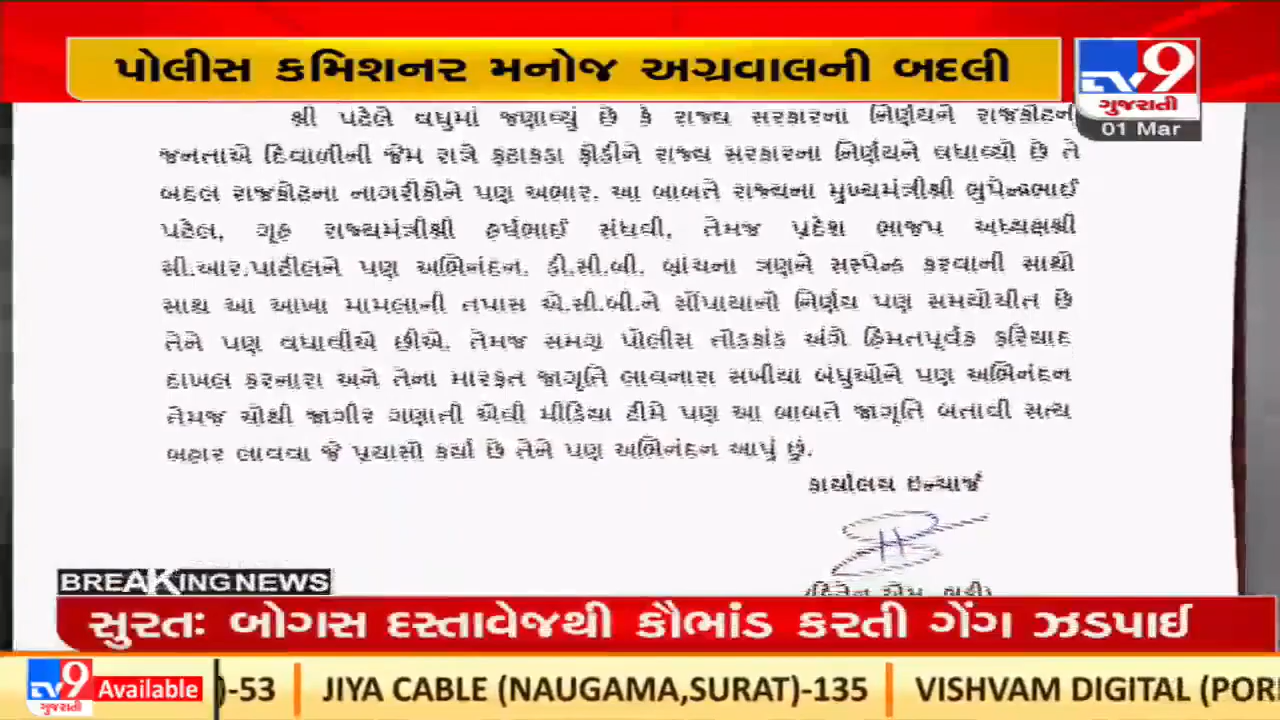 પોલીસ કમિશનર મનોજ અગ્રવાલની બદલી
TV9
ગુજરાતી
01 Mar
શ્રી પટેલે વધુમાં જણાવ્યું છે કે રાજ્ય સરકારના નિર્ણયને રાજકોટની
જનતાએ દિવાળીની જેમ રાત્રે ફટાકડા ફોડીને રાજ્ય સરકારના નિર્ણયને વધાવ્યો છે તે
બદલ રાજકોટના નાગરીકોને પણ અભાર. આ બાબતે રાજ્યના મુખ્યમંત્રીશ્રી ભુપેન્દ્રભાઈ
પટેલ, ગૃહ રાજ્યમંત્રીશ્રી હર્ષભાઈ સંઘવી, તેમજ પ્રદેશ ભાજપ અધ્યક્ષશ્રી
સી.આર.પાટીલને પણ અભિનંદન. ડી.સી.બી. બ્રાંચના ત્રણને સસ્પેન્ડ કરવાની સાથો
સાથ આ આખા મામલાની તપાસ એ.સી.બી.ને સોંપાયાનો નિર્ણય પણ સમયોચીત છે
તેને પણ વધાવીએ છીએ. તેમજ સમગ્ર પોલીસ તોડકાંડ અંગે હિમતપૂર્વક ફરિયાદ
દાખલ કરનારા અને તેના મારફત જાગૃતિ લાવનારા સખીયા બંધુઓને પણ અભિનંદન
તેમજ ચોથી જાગીર ગણાતી એવી મીડિયા ટીમે પણ આ બાબતે જાગૃતિ બતાવી સત્ય
બહાર લાવવા જે પ્રયાસો કર્યા છે તેને પણ અભિનંદન આપું છું.
કાર્યાલય ઇન્ચાર્જ
BREAKING NEWS
સુરતઃ બોગસ દસ્તાવેજથી કૌભાંડ કરતી ગેંગ ઝડપાઈ
TV9 ગુજરાતી Available )-53 | JIYA CABLE (NAUGAMA,SURAT)-135 | VISHVAM DIGITAL (POR